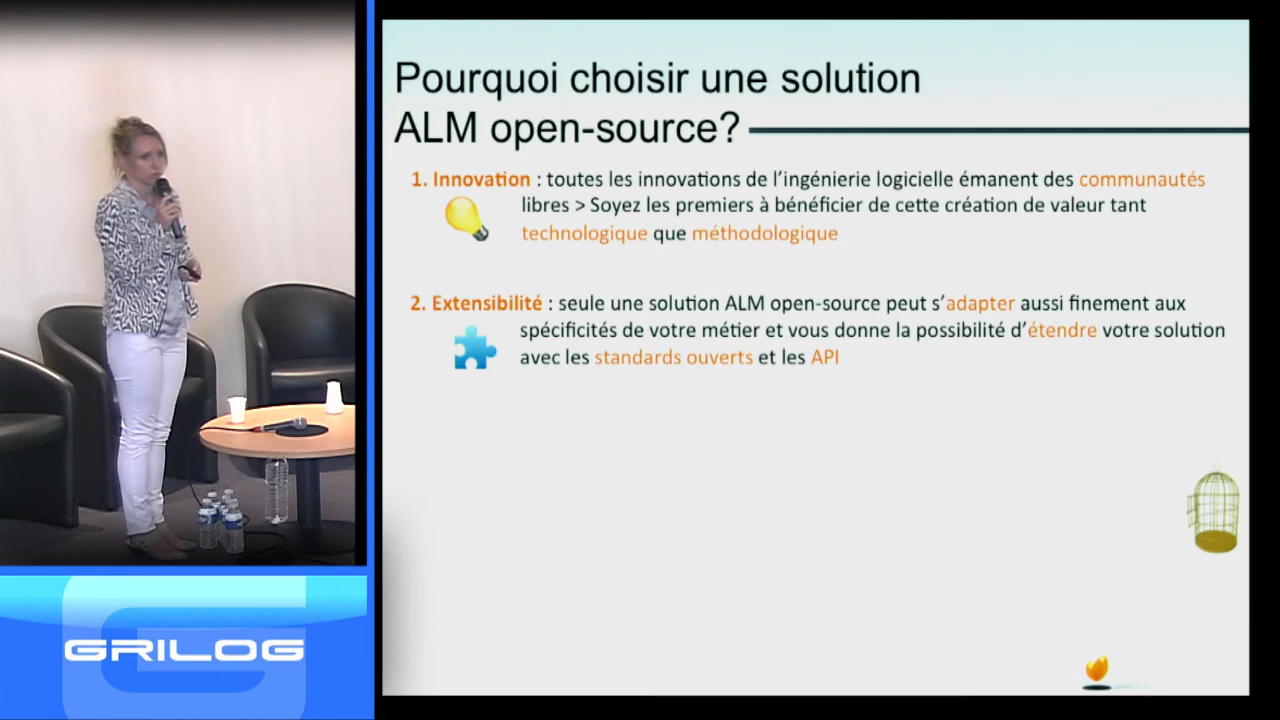 Pourquoi choisir une solution
ALM open-source?
1. Innovation : toutes les innovations de l'ingénierie logicielle émanent des communautés
libres > Soyez les premiers à bénéficier de cette création de valeur tant
technologique que méthodologique
2. Extensibilité : seule une solution ALM open-source peut s'adapter aussi finement aux
spécificités de votre métier et vous donne la possibilité d'étendre votre solution
avec les standards ouverts et les API
GRILOG